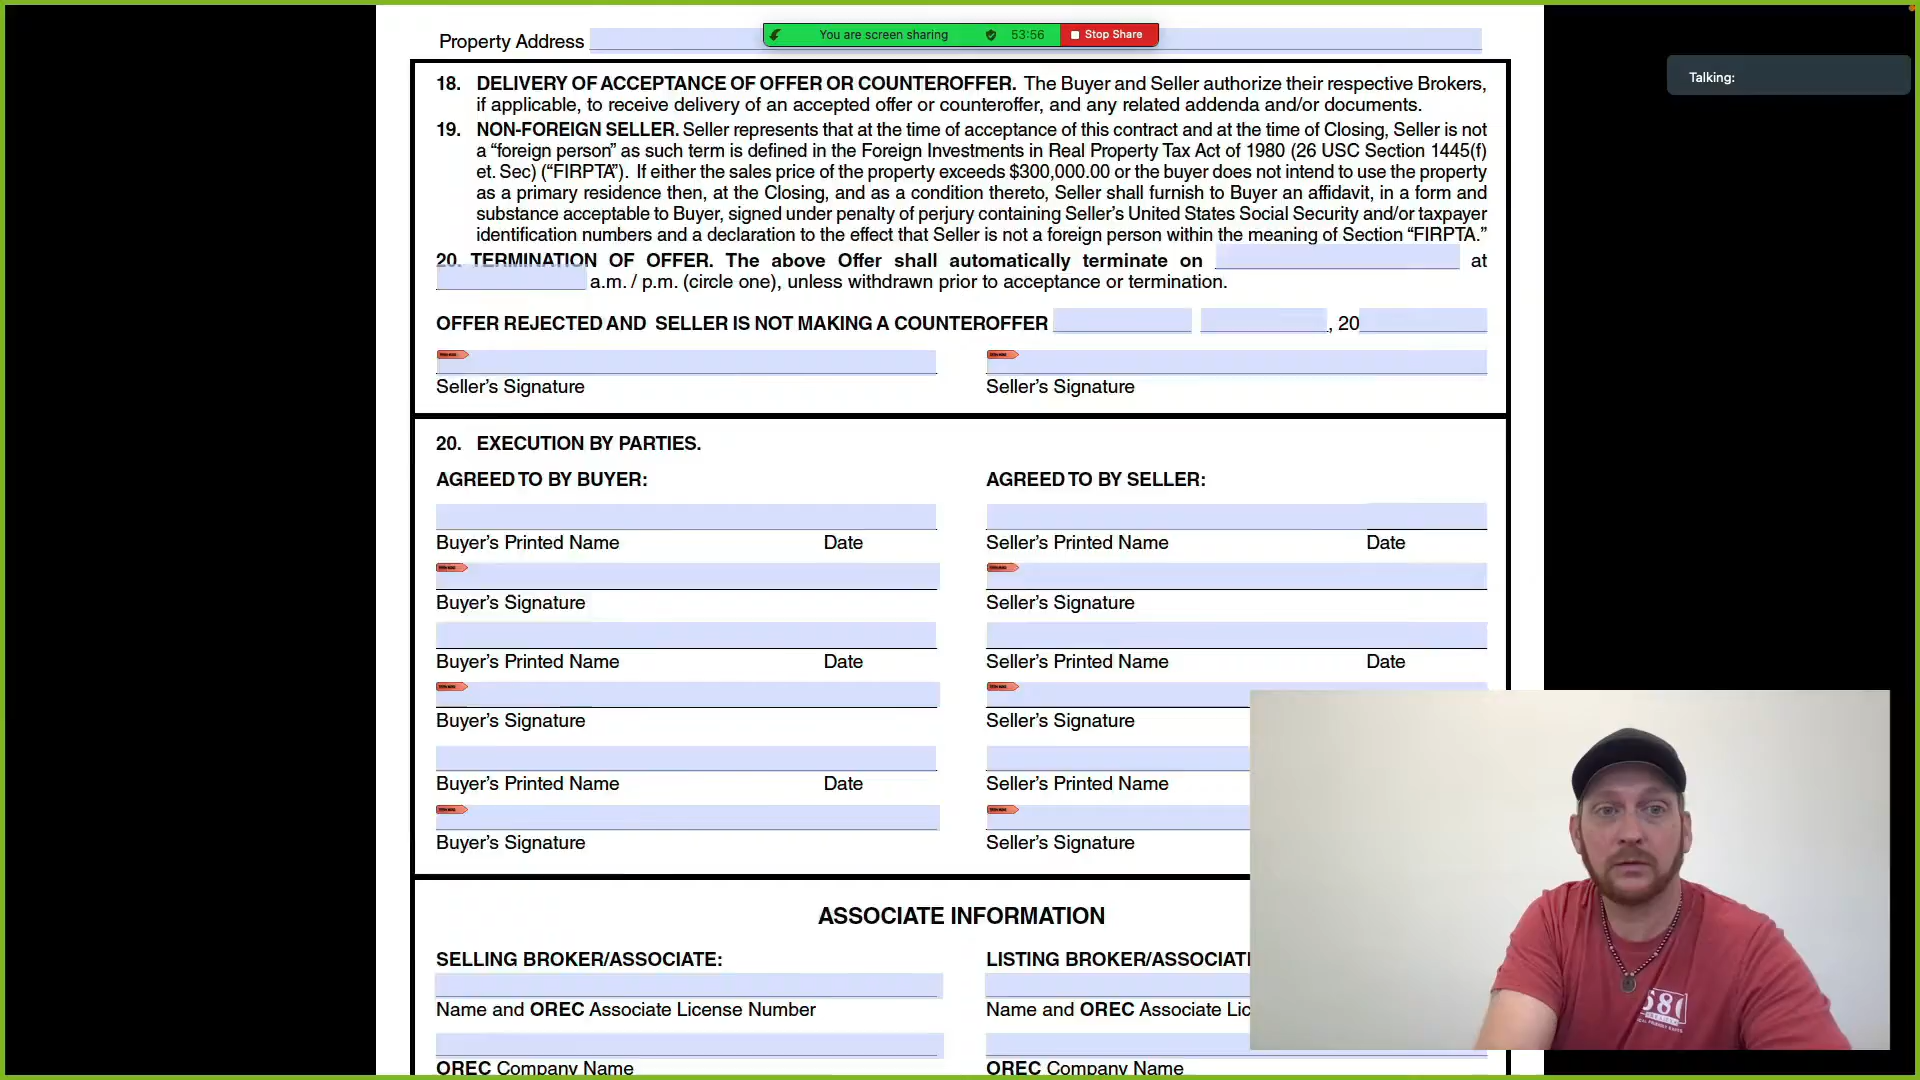 You are screen sharing 53:56 Stop Share
Talking:
Property Address
18. DELIVERY OF ACCEPTANCE OF OFFER OR COUNTEROFFER. The Buyer and Seller authorize their respective Brokers,
if applicable, to receive delivery of an accepted offer or counteroffer, and any related addenda and/or documents.
19. NON-FOREIGN SELLER. Seller represents that at the time of acceptance of this contract and at the time of Closing, Seller is not
a “foreign person” as such term is defined in the Foreign Investments in Real Property Tax Act of 1980 (26 USC Section 1445(f)
et. Sec) (“FIRPTA”). If either the sales price of the property exceeds $300,000.00 or the buyer does not intend to use the property
as a primary residence then, at the Closing, and as a condition thereto, Seller shall furnish to Buyer an affidavit, in a form and
substance acceptable to Buyer, signed under penalty of perjury containing Seller’s United States Social Security and/or taxpayer
identification numbers and a declaration to the effect that Seller is not a foreign person within the meaning of Section “FIRPTA.”
20. TERMINATION OF OFFER. The above Offer shall automatically terminate on at
a.m. / p.m. (circle one), unless withdrawn prior to acceptance or termination.
OFFER REJECTED AND SELLER IS NOT MAKING A COUNTEROFFER , 20
Seller’s Signature Seller’s Signature
20. EXECUTION BY PARTIES.
AGREED TO BY BUYER: AGREED TO BY SELLER:
Buyer’s Printed Name Date Seller’s Printed Name Date
Buyer’s Signature Seller’s Signature
Buyer’s Printed Name Date Seller’s Printed Name Date
Buyer’s Signature Seller’s Signature
Buyer’s Printed Name Date Seller’s Printed Name
Buyer’s Signature Seller’s Signature
ASSOCIATE INFORMATION
SELLING BROKER/ASSOCIATE: LISTING BROKER/ASSOCIATE
Name and OREC Associate License Number Name and OREC Associate Lic
OREC Company Name OREC Company Name